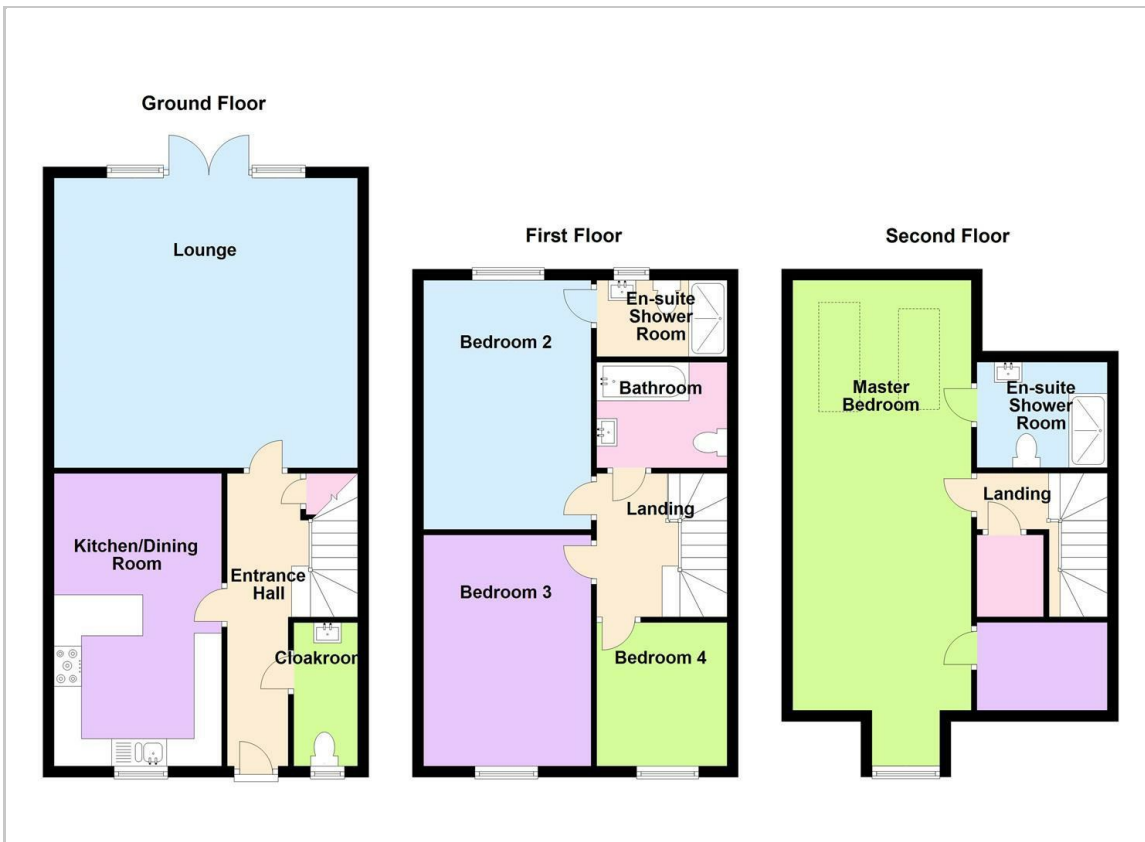 Ground Floor
Lounge
Kitchen/Dining
Room
Entrance
Hall
Cloakroom
First Floor
Bedroom 2
En-suite
Shower
Room
Bathroom
Landing
Bedroom 3
Bedroom 4
Second Floor
Master
Bedroom
En-suite
Shower
Room
Landing